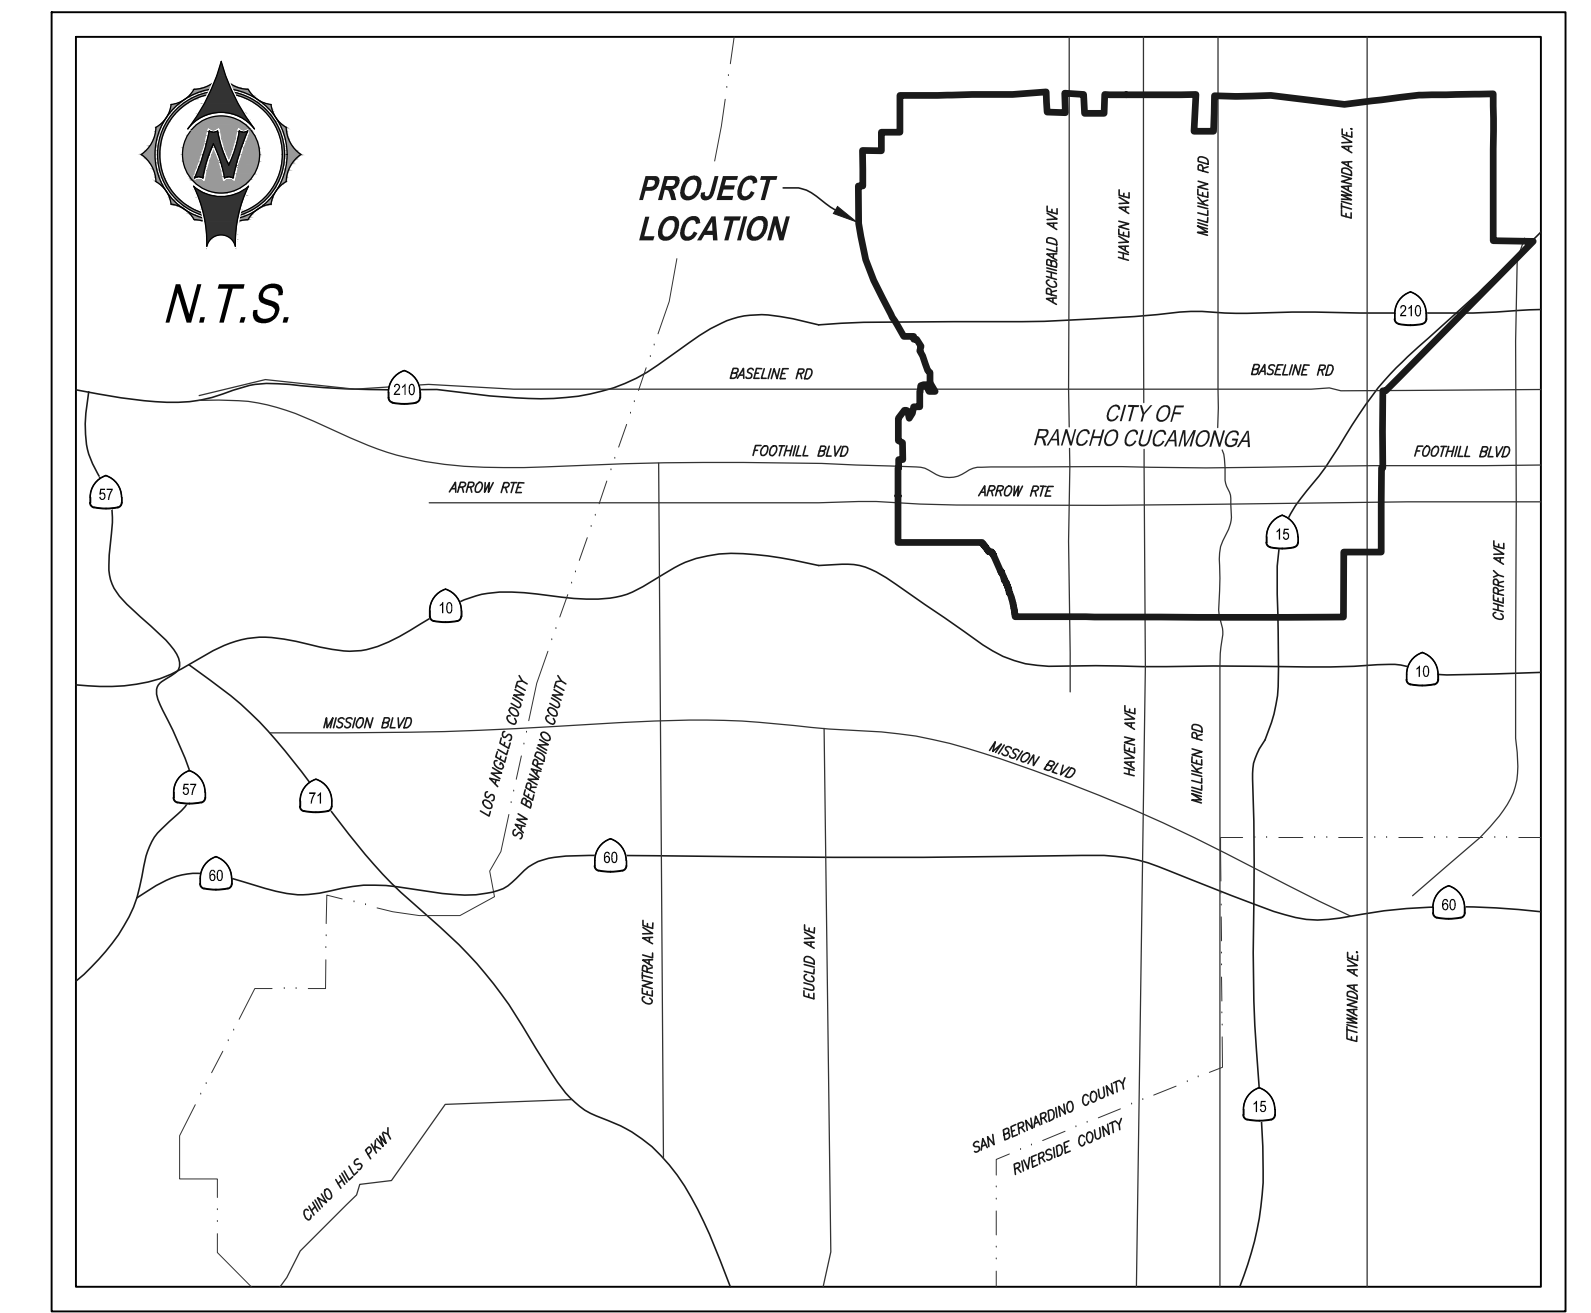 N
N.T.S.
PROJECT
LOCATION
ARCHIBALD AVE
HAVEN AVE
MILLIKEN RD
ETIWANDA AVE.
210
210
BASELINE RD
BASELINE RD
CITY OF
RANCHO CUCAMONGA
FOOTHILL BLVD
FOOTHILL BLVD
57
ARROW RTE
ARROW RTE
15
CHERRY AVE
10
10
LOS ANGELES COUNTY
SAN BERNARDINO COUNTY
MISSION BLVD
MISSION BLVD
HAVEN AVE
MILLIKEN RD
57
71
60
60
60
CENTRAL AVE
EUCLID AVE
ETIWANDA AVE.
15
SAN BERNARDINO COUNTY
RIVERSIDE COUNTY
CHINO HILLS PKWY